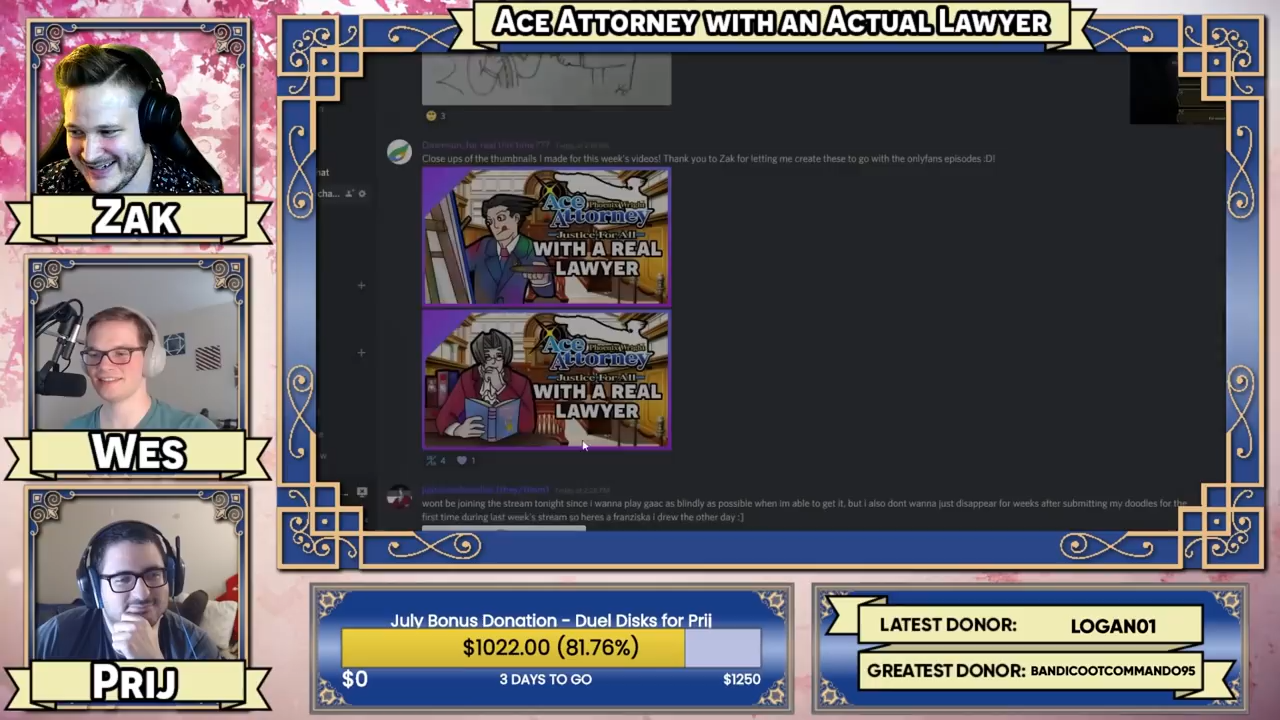 ACE ATTORNEY WITH AN ACTUAL LAWYER
ZAK
WES
PRIJ
3
Close ups of the thumbnails I made for this week's videos! Thank you to Zak for letting me create these to go with the onlyfans episodes :D!
hat
cha...
Phoenix Wright
Ace Attorney
Justice For All
WITH A REAL
LAWYER
Phoenix Wright
Ace Attorney
Justice For All
WITH A REAL
LAWYER
4
1
wont be joining the stream tonight since i wanna play gaac as blindly as possible when im able to get it, but i also dont wanna just disappear for weeks after submitting my doodles for the
first time during last week's stream so heres a franziska i drew the other day :]
July Bonus Donation - Duel Disks for Prij
$1022.00 (81.76%)
$0
3 DAYS TO GO
$1250
LATEST DONOR: LOGAN01
GREATEST DONOR: BANDICOOTCOMMANDO95